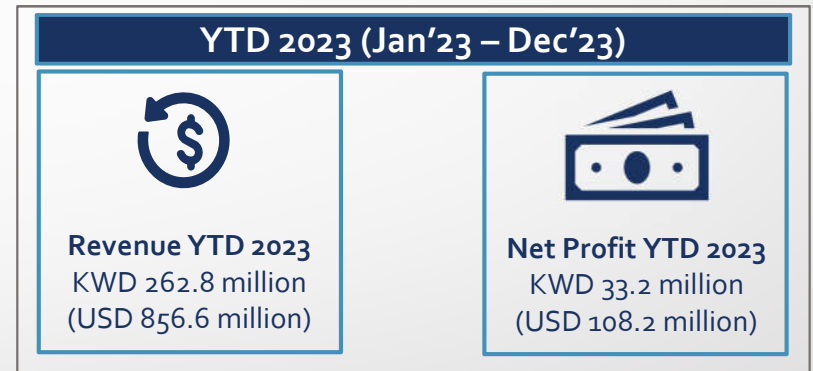 YTD 2023 (Jan’23 – Dec’23)
$
Revenue YTD 2023
KWD 262.8 million
(USD 856.6 million)
Net Profit YTD 2023
KWD 33.2 million
(USD 108.2 million)